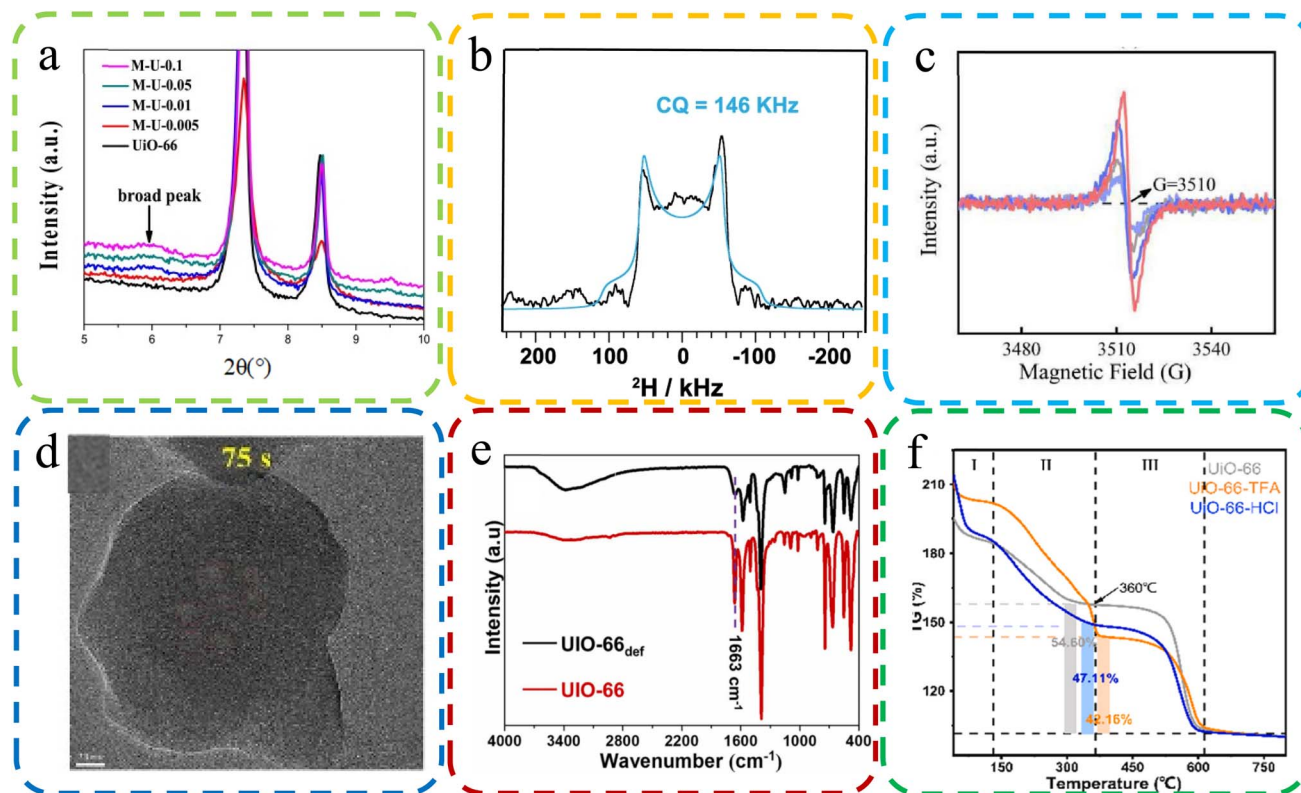 a
M-U-0.1
M-U-0.05
M-U-0.01
M-U-0.005
UiO-66
broad peak
Intensity (a.u.)
5 6 7 8 9 10
2θ(°)
b
CQ = 146 KHz
200 100 0 -100 -200
²H / kHz
c
G=3510
Intensity (a.u.)
3480 3510 3540
Magnetic Field (G)
d
75 s
e
Intensity (a.u)
1663 cm⁻¹
UIO-66def
UIO-66
4000 3400 2800 2200 1600 1000 400
Wavenumber (cm⁻¹)
f
I II III
UiO-66
UiO-66-TFA
UiO-66-HCl
210
180
150
120
360℃
54.60%
47.11%
42.16%
150 300 450 600 750
Temperature (℃)